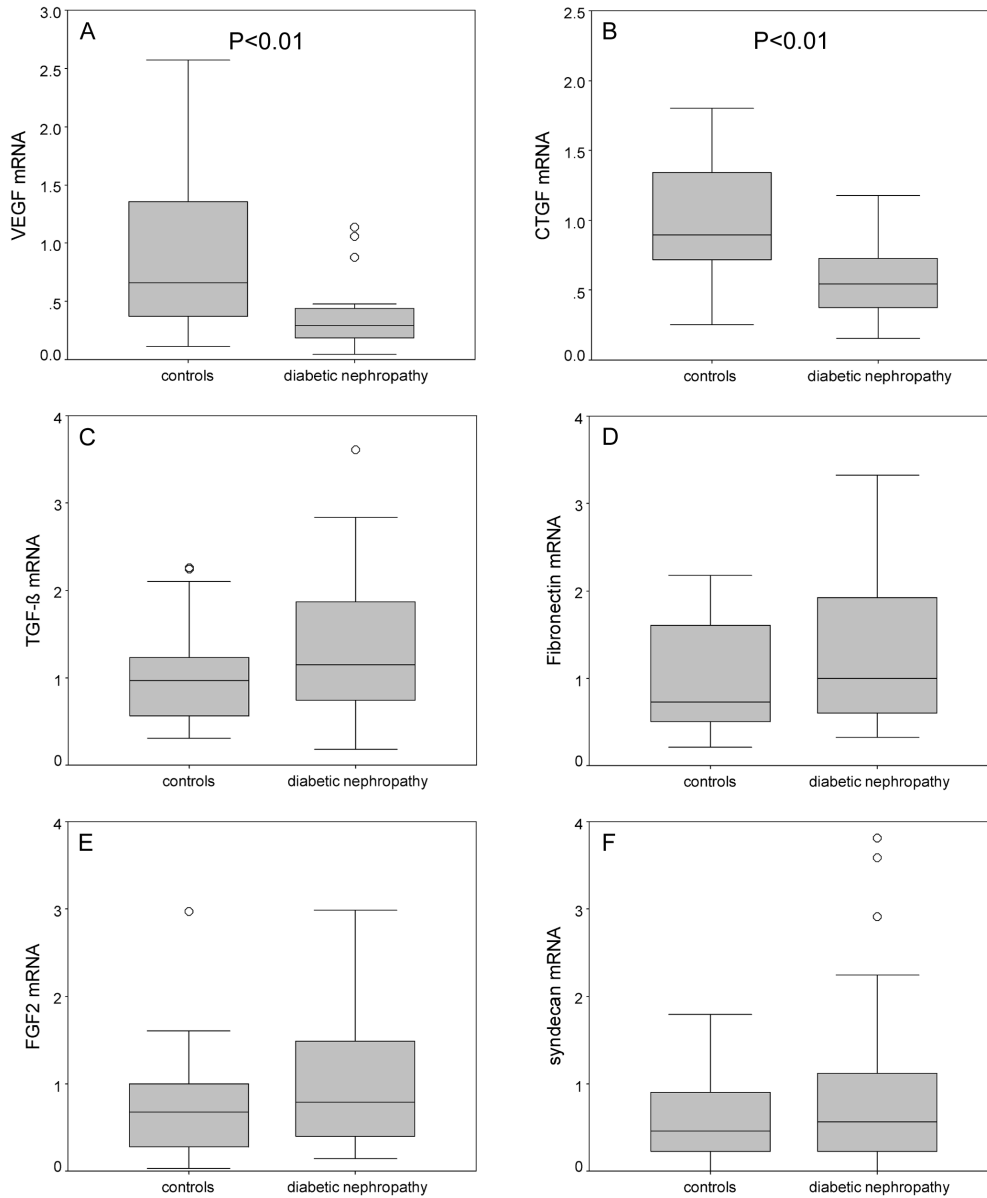 A
P<0.01
VEGF mRNA
3.0
2.5
2.0
1.5
1.0
.5
0.0
controls
diabetic nephropathy
B
P<0.01
CTGF mRNA
2.5
2.0
1.5
1.0
.5
0.0
controls
diabetic nephropathy
C
TGF-ß mRNA
4
3
2
1
0
controls
diabetic nephropathy
D
Fibronectin mRNA
4
3
2
1
0
controls
diabetic nephropathy
E
FGF2 mRNA
4
3
2
1
0
controls
diabetic nephropathy
F
syndecan mRNA
4
3
2
1
0
controls
diabetic nephropathy